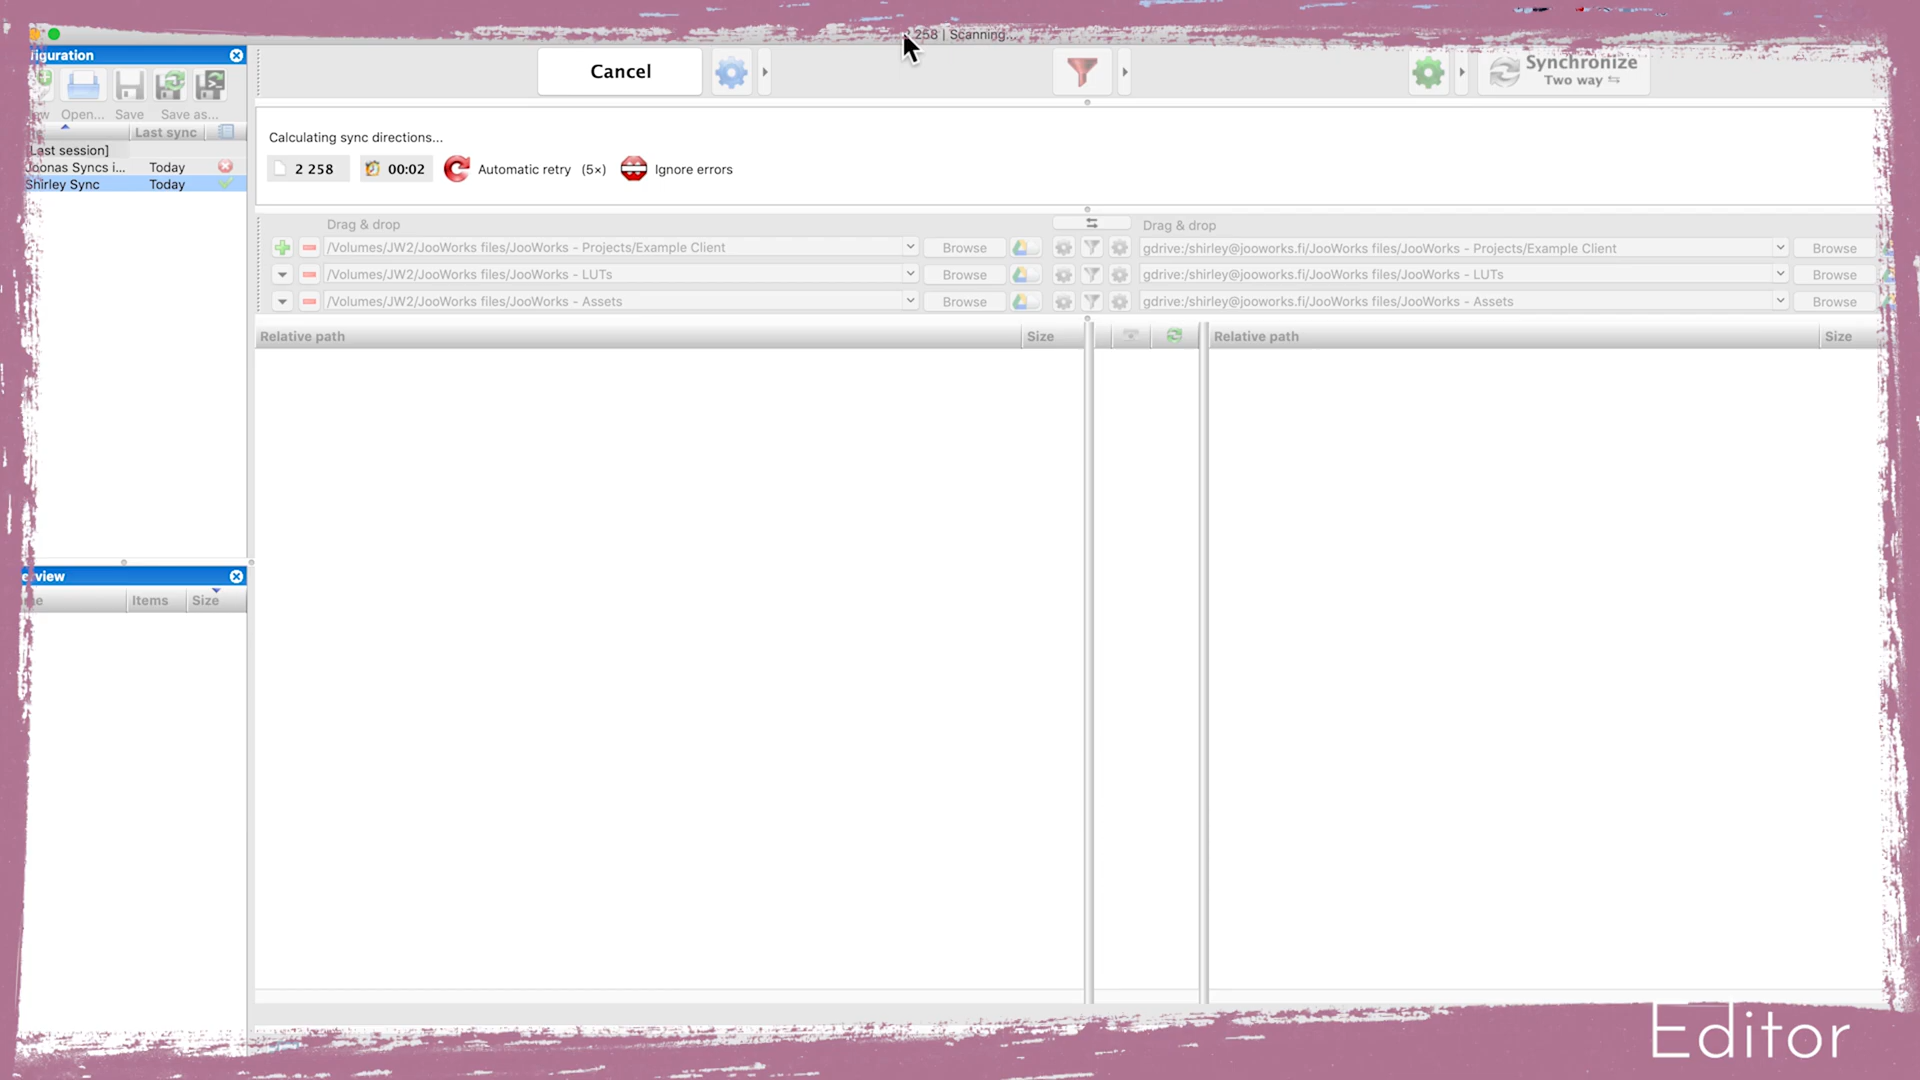 258 | Scanning...
figuration
Cancel
Synchronize
Two way
Open... Save Save as...
Last sync
[Last session]
Joonas Syncs i... Today
Shirley Sync Today
Calculating sync directions...
2 258 00:02 Automatic retry (5×) Ignore errors
Drag & drop Drag & drop
/Volumes/JW2/JooWorks files/JooWorks - Projects/Example Client Browse gdrive:/shirley@jooworks.fi/JooWorks files/JooWorks - Projects/Example Client Browse
/Volumes/JW2/JooWorks files/JooWorks - LUTs Browse gdrive:/shirley@jooworks.fi/JooWorks files/JooWorks - LUTs Browse
/Volumes/JW2/JooWorks files/JooWorks - Assets Browse gdrive:/shirley@jooworks.fi/JooWorks files/JooWorks - Assets Browse
Relative path Size Relative path Size
erview
Items Size
Editor